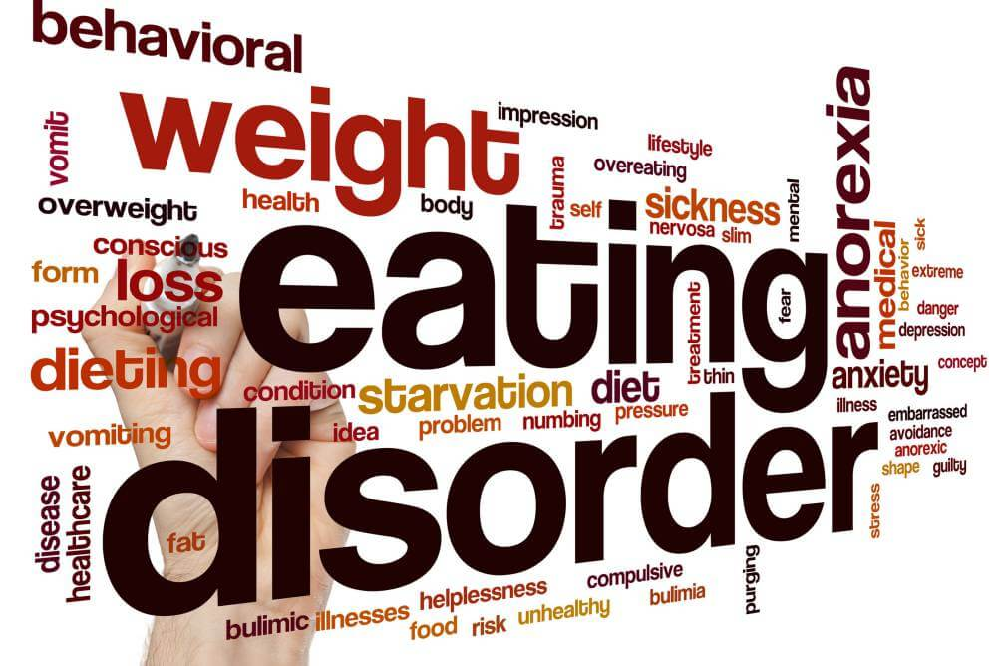 behavioral
weight
impression
vomit
overweight
health
body
trauma
lifestyle
overeating
self
sickness
nervosa
slim
mental
anorexia
conscious
form
loss
psychological
dieting
eating
fear
treatment
thin
medical
behavior
sick
extreme
danger
depression
concept
anxiety
condition
starvation
diet
illness
embarrassed
avoidance
anorexic
shape
guilty
vomiting
idea
problem
numbing
pressure
disorder
stress
disease
healthcare
fat
purging
bulimic
illnesses
helplessness
compulsive
food
risk
unhealthy
bulimia